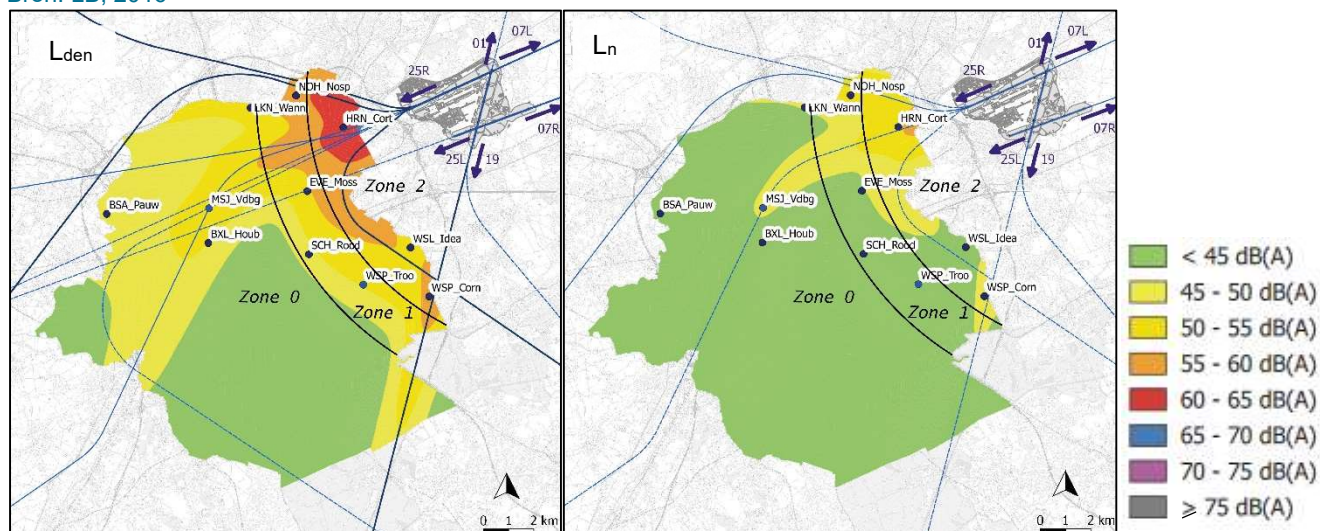 Lden
01
07L
25R
NOH_Nosp
LKN_Wann
HRN_Cort
07R
25L
19
EVE_Moss
Zone 2
BSA_Pauw
MSJ_Vdbg
BXL_Houb
SCH_Rood
WSL_Idea
WSP_Troo
WSP_Corn
Zone 0
Zone 1
0 1 2 km
Ln
01
07L
25R
NOH_Nosp
LKN_Wann
HRN_Cort
07R
25L
19
EVE_Moss
Zone 2
BSA_Pauw
MSJ_Vdbg
BXL_Houb
SCH_Rood
WSL_Idea
WSP_Troo
WSP_Corn
Zone 0
Zone 1
0 1 2 km
< 45 dB(A)
45 - 50 dB(A)
50 - 55 dB(A)
55 - 60 dB(A)
60 - 65 dB(A)
65 - 70 dB(A)
70 - 75 dB(A)
⩾ 75 dB(A)